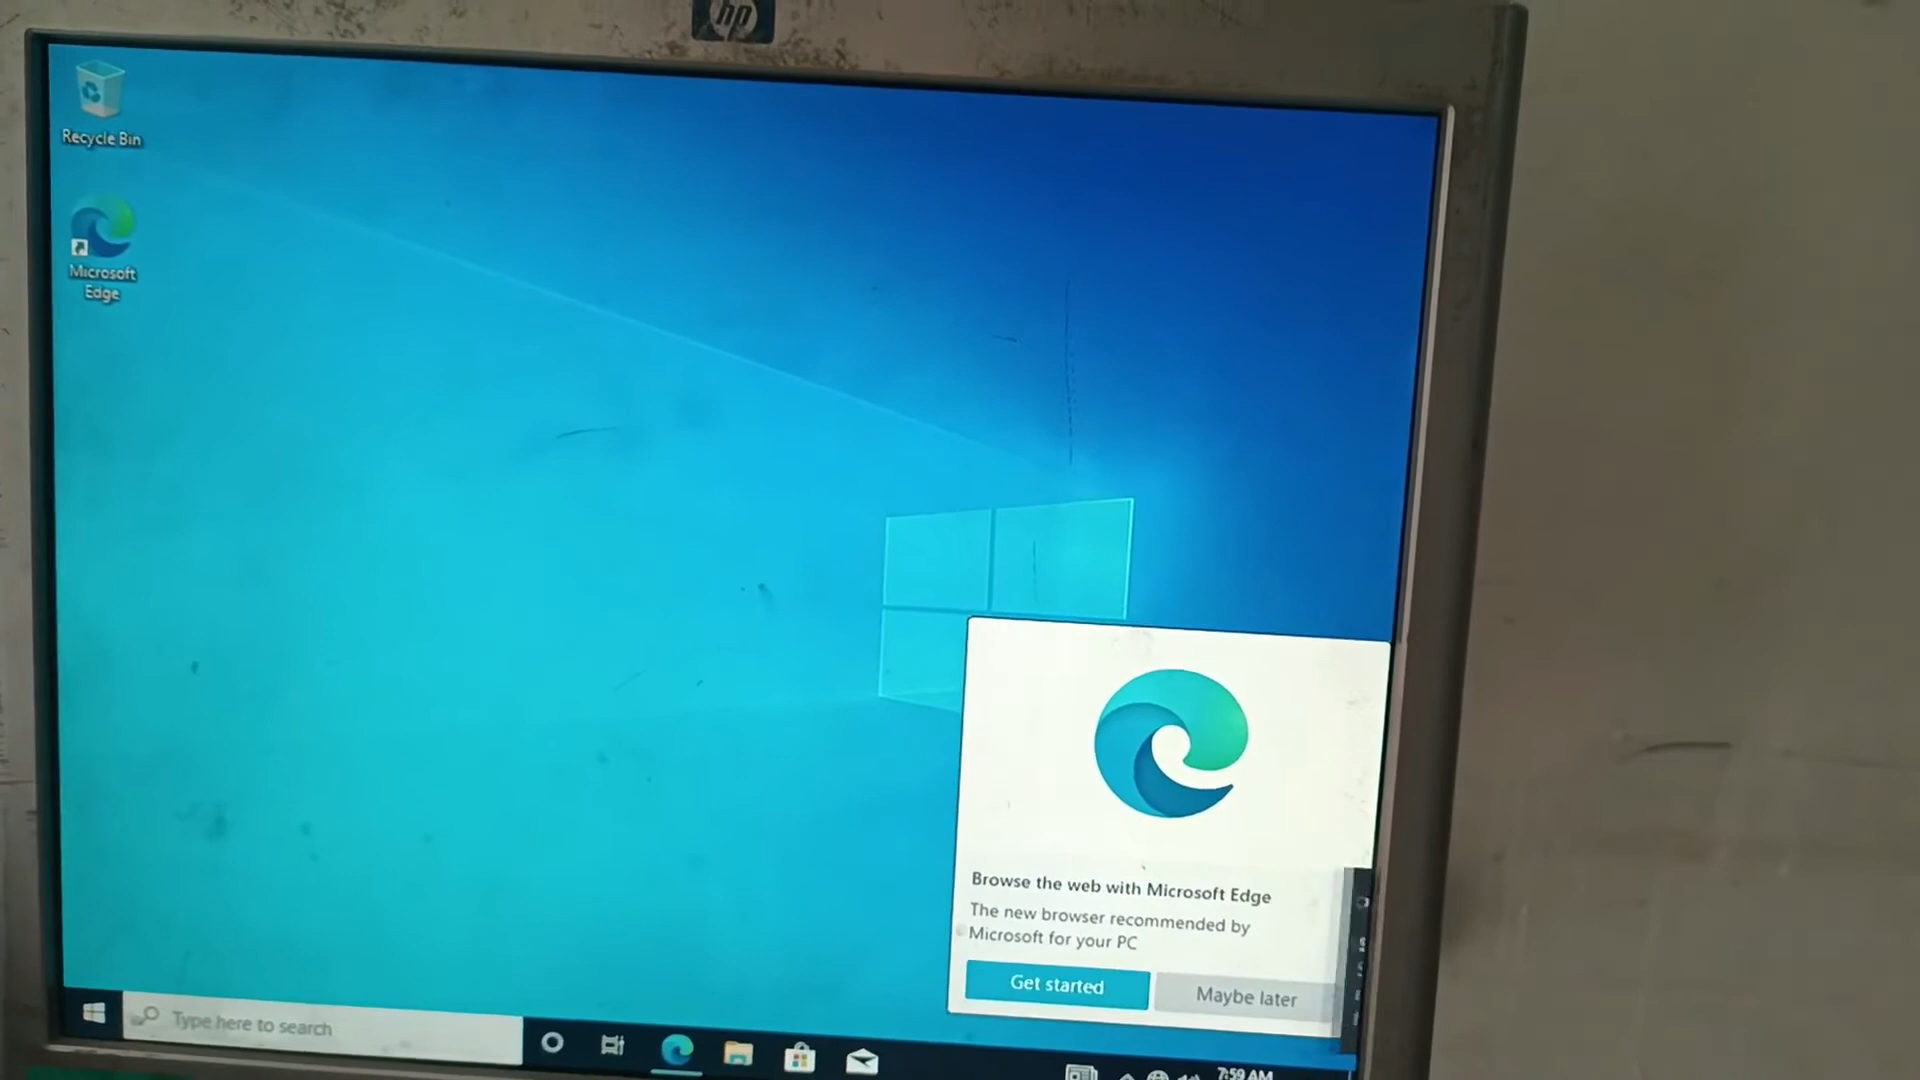 hp
Recycle Bin
Microsoft
Edge
Browse the web with Microsoft Edge
The new browser recommended by
Microsoft for your PC
Get started
Maybe later
Type here to search
7:59 AM